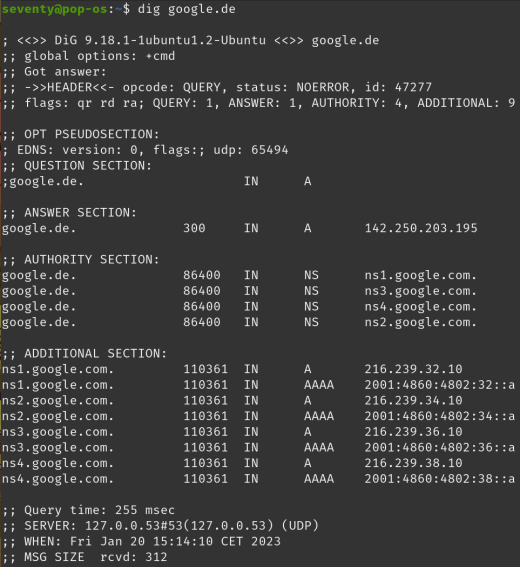 seventy@pop-os:~$ dig google.de

; <<>> DiG 9.18.1-1ubuntu1.2-Ubuntu <<>> google.de
;; global options: +cmd
;; Got answer:
;; ->>HEADER<<- opcode: QUERY, status: NOERROR, id: 47277
;; flags: qr rd ra; QUERY: 1, ANSWER: 1, AUTHORITY: 4, ADDITIONAL: 9

;; OPT PSEUDOSECTION:
; EDNS: version: 0, flags:; udp: 65494
;; QUESTION SECTION:
;google.de. IN A

;; ANSWER SECTION:
google.de. 300 IN A 142.250.203.195

;; AUTHORITY SECTION:
google.de. 86400 IN NS ns1.google.com.
google.de. 86400 IN NS ns3.google.com.
google.de. 86400 IN NS ns4.google.com.
google.de. 86400 IN NS ns2.google.com.

;; ADDITIONAL SECTION:
ns1.google.com. 110361 IN A 216.239.32.10
ns1.google.com. 110361 IN AAAA 2001:4860:4802:32::a
ns2.google.com. 110361 IN A 216.239.34.10
ns2.google.com. 110361 IN AAAA 2001:4860:4802:34::a
ns3.google.com. 110361 IN A 216.239.36.10
ns3.google.com. 110361 IN AAAA 2001:4860:4802:36::a
ns4.google.com. 110361 IN A 216.239.38.10
ns4.google.com. 110361 IN AAAA 2001:4860:4802:38::a

;; Query time: 255 msec
;; SERVER: 127.0.0.53#53(127.0.0.53) (UDP)
;; WHEN: Fri Jan 20 15:14:10 CET 2023
;; MSG SIZE rcvd: 312